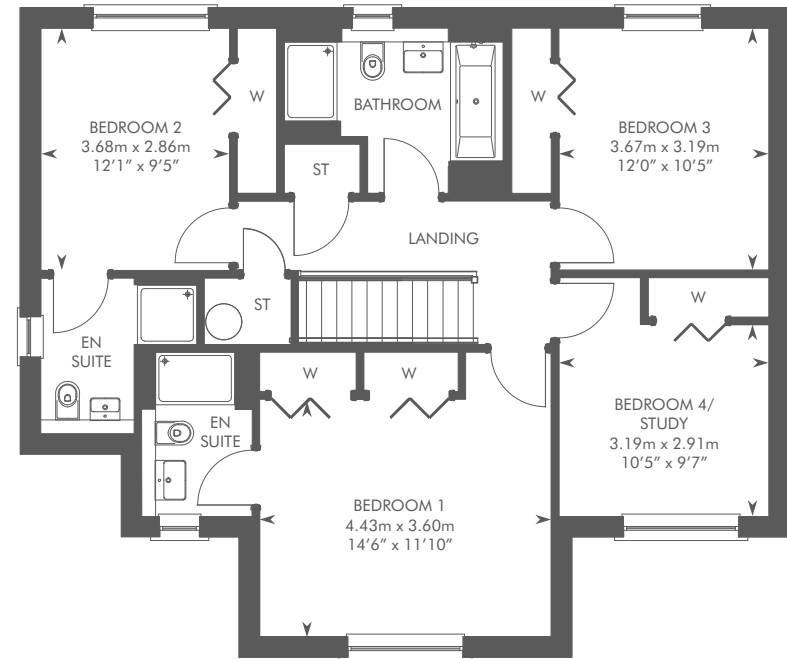 BATHROOM
W
W
BEDROOM 2
3.68m x 2.86m
12'1" x 9'5"
BEDROOM 3
3.67m x 3.19m
12'0" x 10'5"
ST
LANDING
ST
W
EN
SUITE
W
W
EN
SUITE
BEDROOM 4/
STUDY
3.19m x 2.91m
10'5" x 9'7"
BEDROOM 1
4.43m x 3.60m
14'6" x 11'10"